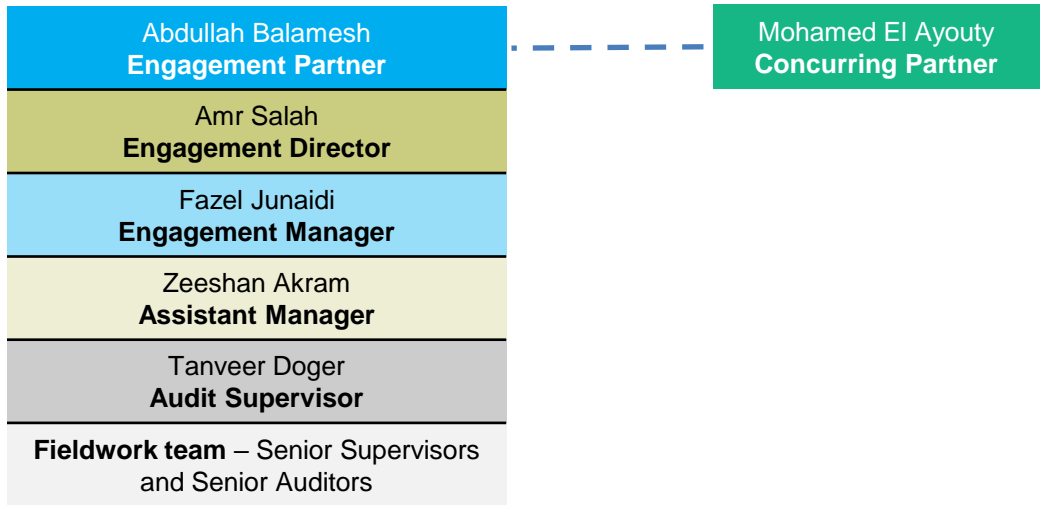 Abdullah Balamesh
Engagement Partner
Mohamed El Ayouty
Concurring Partner
Amr Salah
Engagement Director
Fazel Junaidi
Engagement Manager
Zeeshan Akram
Assistant Manager
Tanveer Doger
Audit Supervisor
Fieldwork team – Senior Supervisors
and Senior Auditors